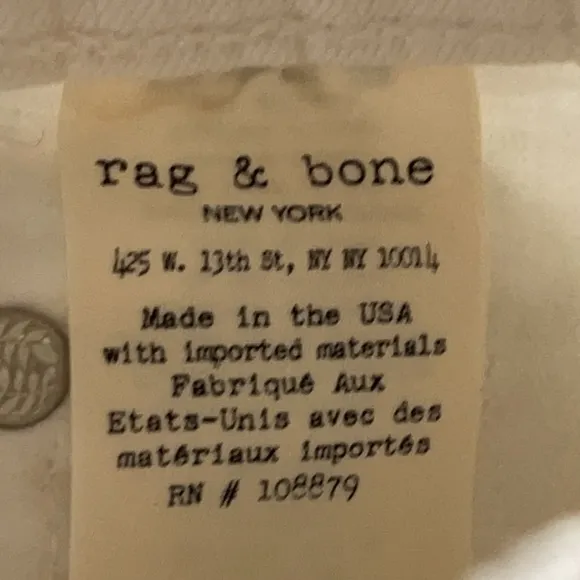 rag & bone
NEW YORK
425 W. 13th St, NY NY 10014
Made in the USA
with imported materials
Fabriqué Aux
Etats-Unis avec des
matériaux importés
RN # 108879